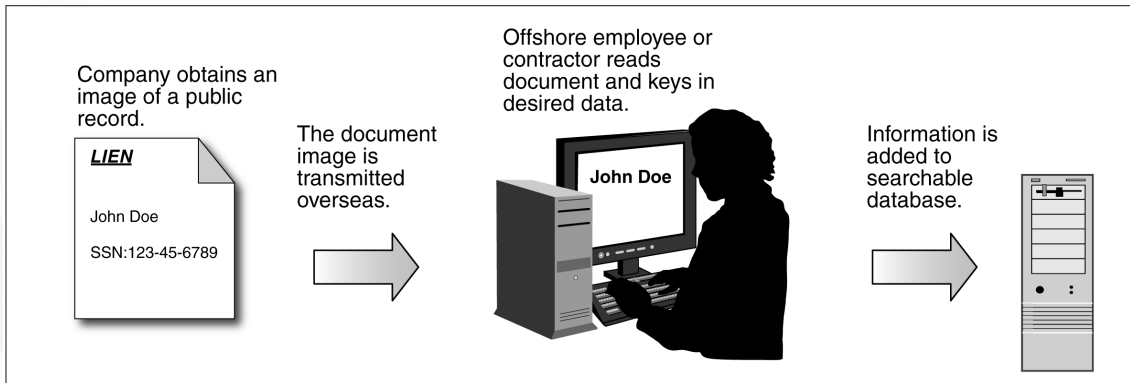 Company obtains an
image of a public
record.
LIEN
John Doe
SSN:123-45-6789
The document
image is
transmitted
overseas.
Offshore employee or
contractor reads
document and keys in
desired data.
John Doe
Information is
added to
searchable
database.